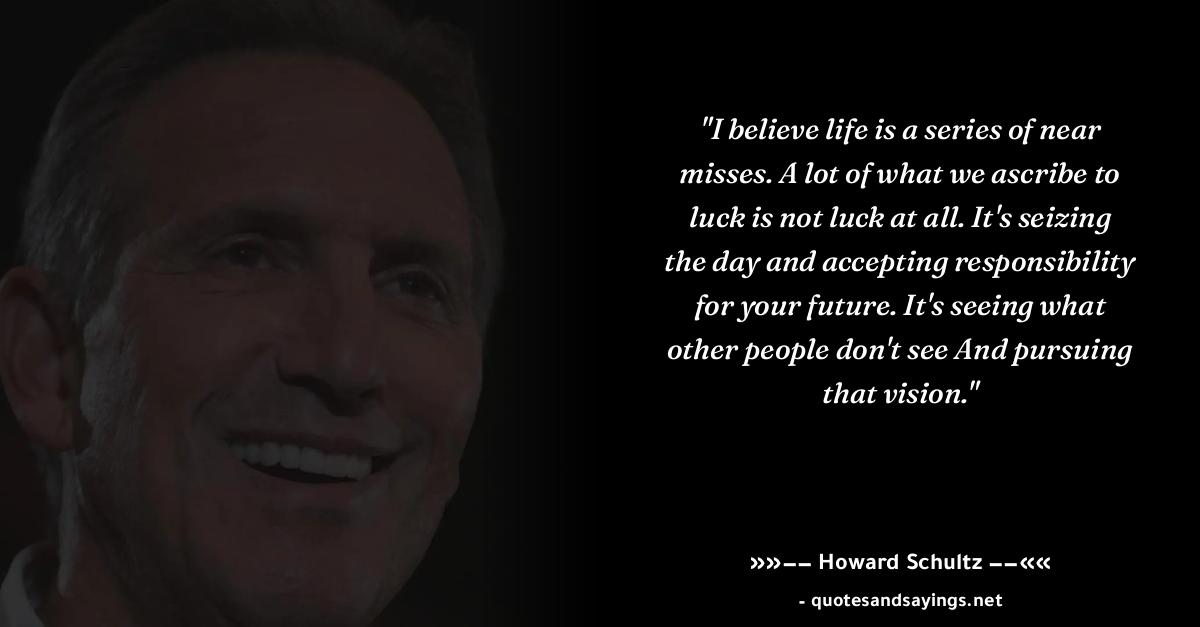 "I believe life is a series of near
misses. A lot of what we ascribe to
luck is not luck at all. It's seizing
the day and accepting responsibility
for your future. It's seeing what
other people don't see And pursuing
that vision."
»»−− Howard Schultz −−««
- quotesandsayings.net